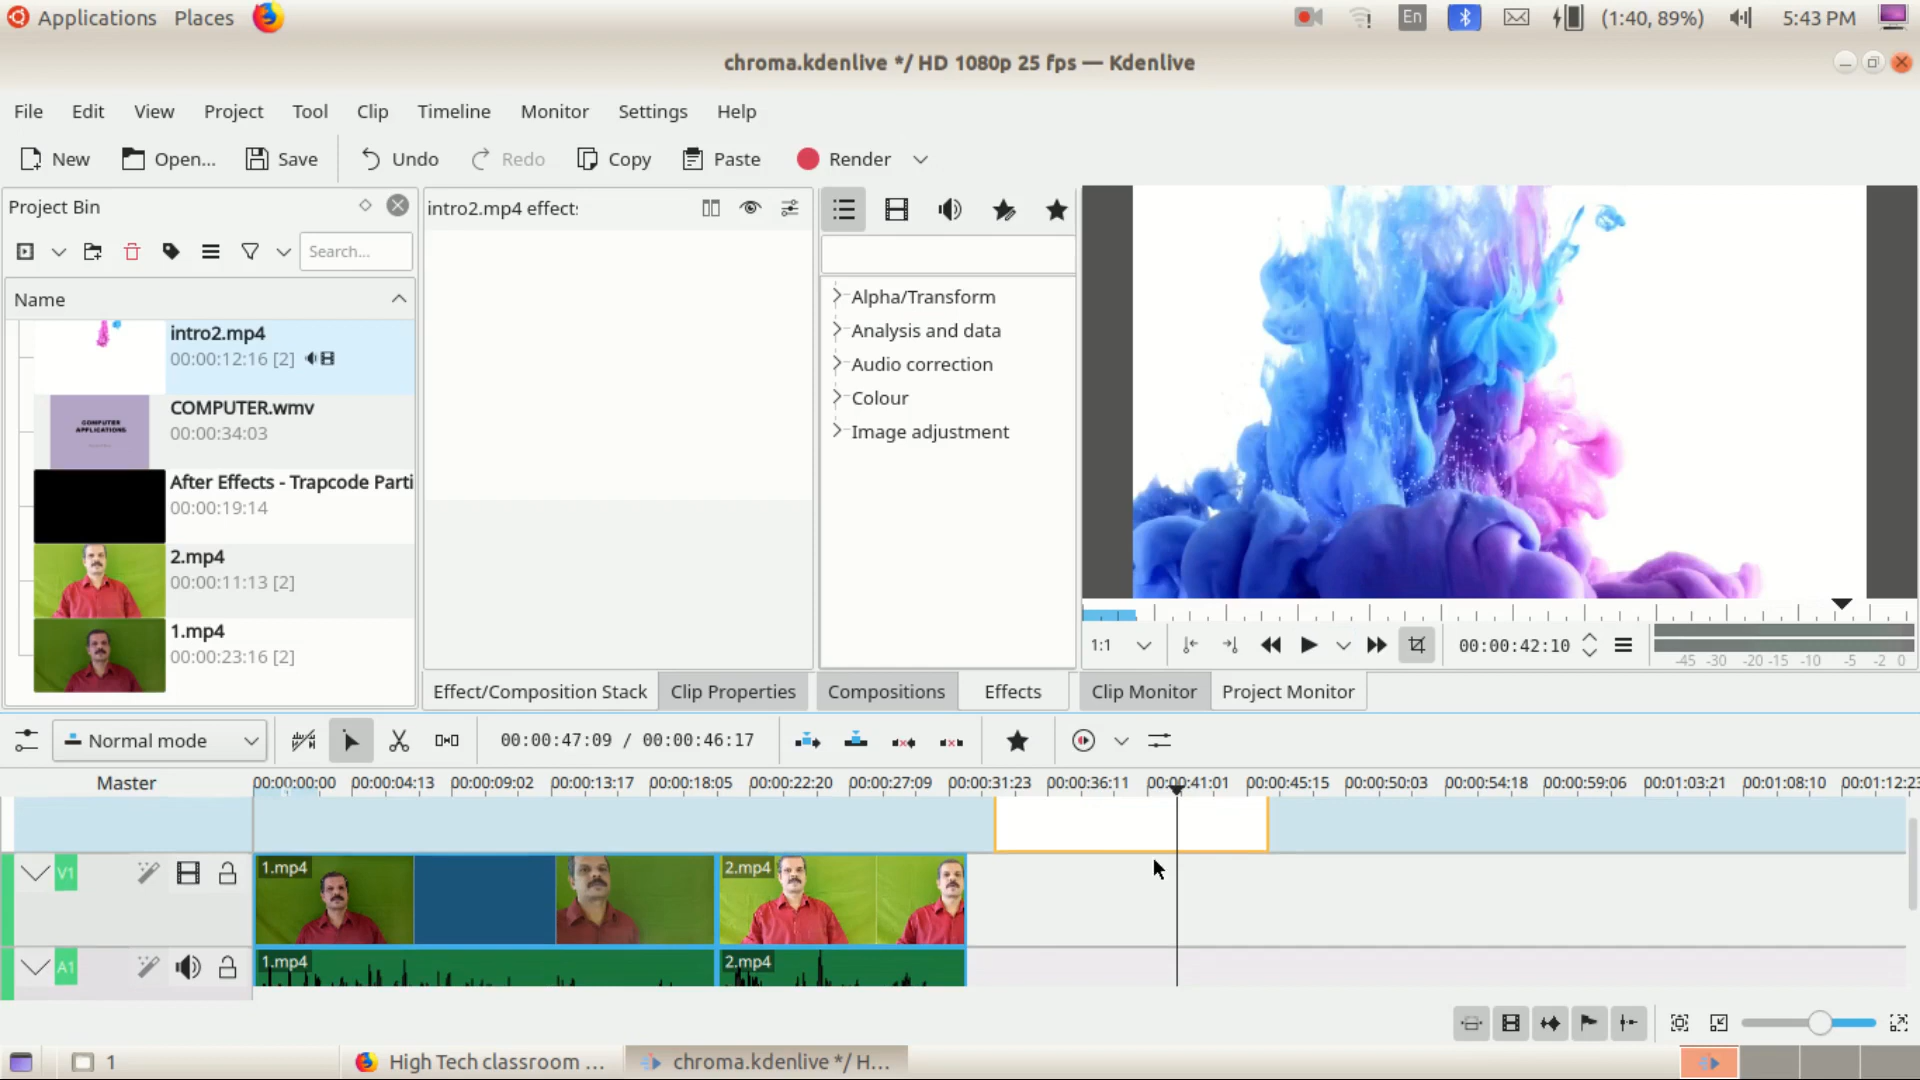 Applications Places En (1:40, 89%) 5:43 PM
chroma.kdenlive */ HD 1080p 25 fps — Kdenlive
File Edit View Project Tool Clip Timeline Monitor Settings Help
New Open... Save Undo Redo Copy Paste Render
Project Bin
intro2.mp4 effect:
Search...
Name
intro2.mp4
00:00:12:16 [2]
COMPUTER.wmv
00:00:34:03
COMPUTER
APPLICATIONS
After Effects - Trapcode Parti
00:00:19:14
2.mp4
00:00:11:13 [2]
1.mp4
00:00:23:16 [2]
Alpha/Transform
Analysis and data
Audio correction
Colour
Image adjustment
1:1 00:00:42:10
-45 -30 -20 -15 -10 -5 -2 0
Effect/Composition Stack Clip Properties Compositions Effects Clip Monitor Project Monitor
Normal mode 00:00:47:09 / 00:00:46:17
Master 00:00:00:00 00:00:04:13 00:00:09:02 00:00:13:17 00:00:18:05 00:00:22:20 00:00:27:09 00:00:31:23 00:00:36:11 00:00:41:01 00:00:45:15 00:00:50:03 00:00:54:18 00:00:59:06 00:01:03:21 00:01:08:10 00:01:12:23
V1 1.mp4 2.mp4
A1 1.mp4 2.mp4
1 High Tech classroom ... chroma.kdenlive */ H...